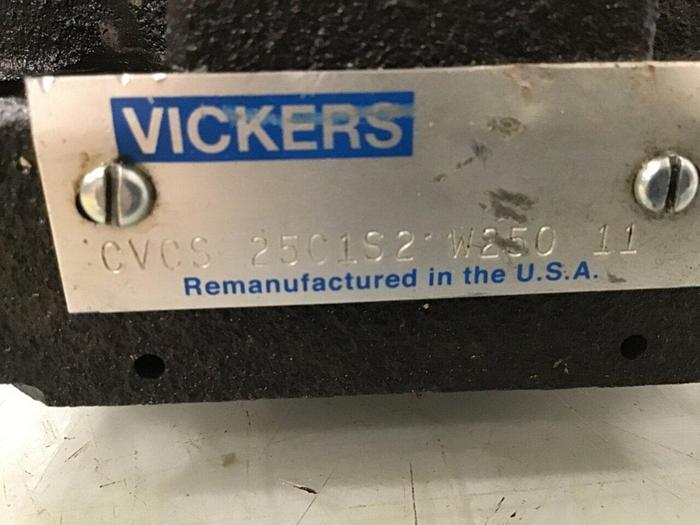 VICKERS
CVCS 25C1S2 W250 11
Remanufactured in the U.S.A.